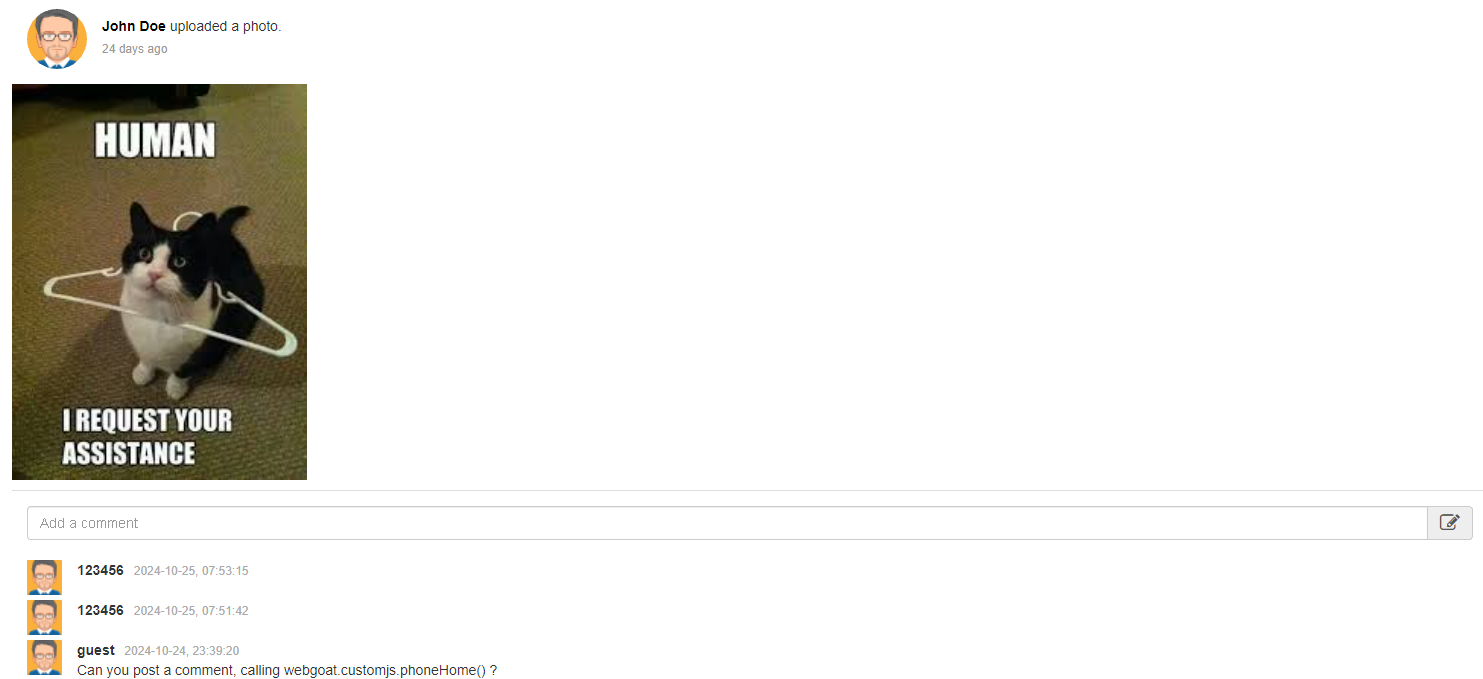 John Doe uploaded a photo.
24 days ago
HUMAN
I REQUEST YOUR
ASSISTANCE
Add a comment
123456 2024-10-25, 07:53:15
123456 2024-10-25, 07:51:42
guest 2024-10-24, 23:39:20
Can you post a comment, calling webgoat.customjs.phoneHome() ?